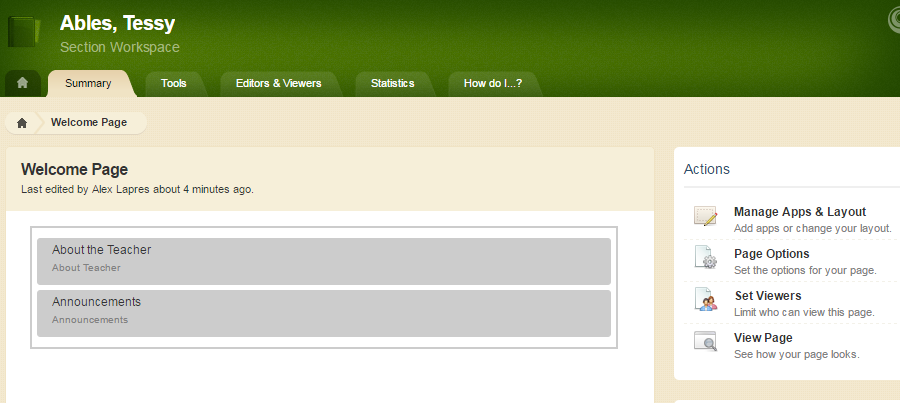 Ables, Tessy
Section Workspace
Summary Tools Editors & Viewers Statistics How do I...?
Welcome Page
Welcome Page
Last edited by Alex Lapres about 4 minutes ago.
About the Teacher
About Teacher
Announcements
Announcements
Actions
Manage Apps & Layout
Add apps or change your layout.
Page Options
Set the options for your page.
Set Viewers
Limit who can view this page.
View Page
See how your page looks.